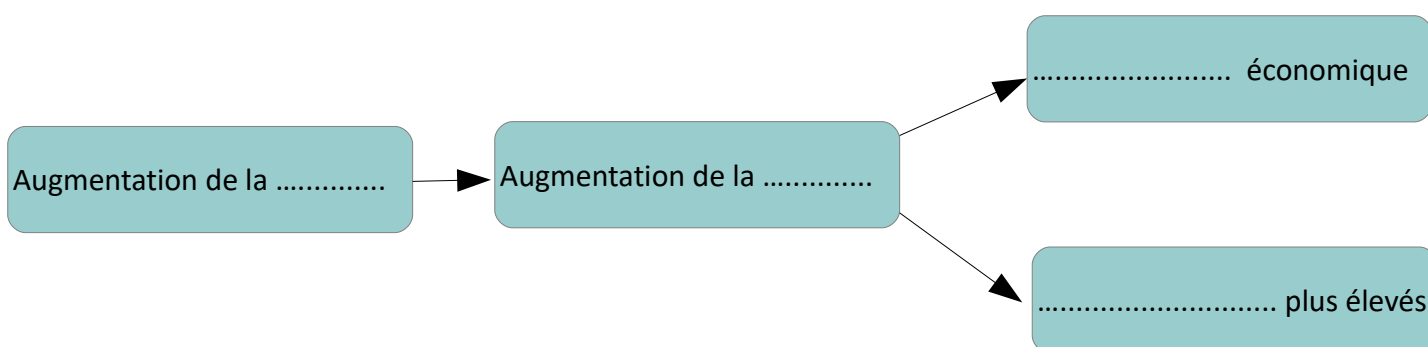 …....................... économique
Augmentation de la …...........
Augmentation de la …............
…........................... plus élevés